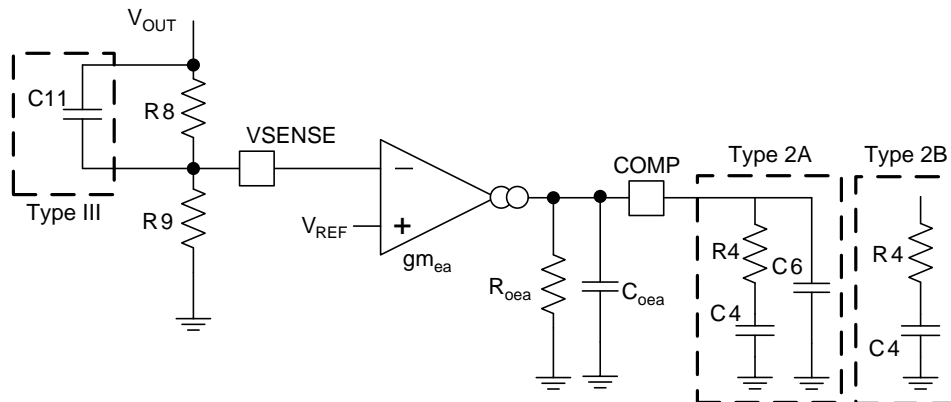 VOUT
C11
R8
VSENSE
Type III
R9
VREF
gmea
COMP
Roea
Coea
Type 2A
R4
C6
C4
Type 2B
R4
C4